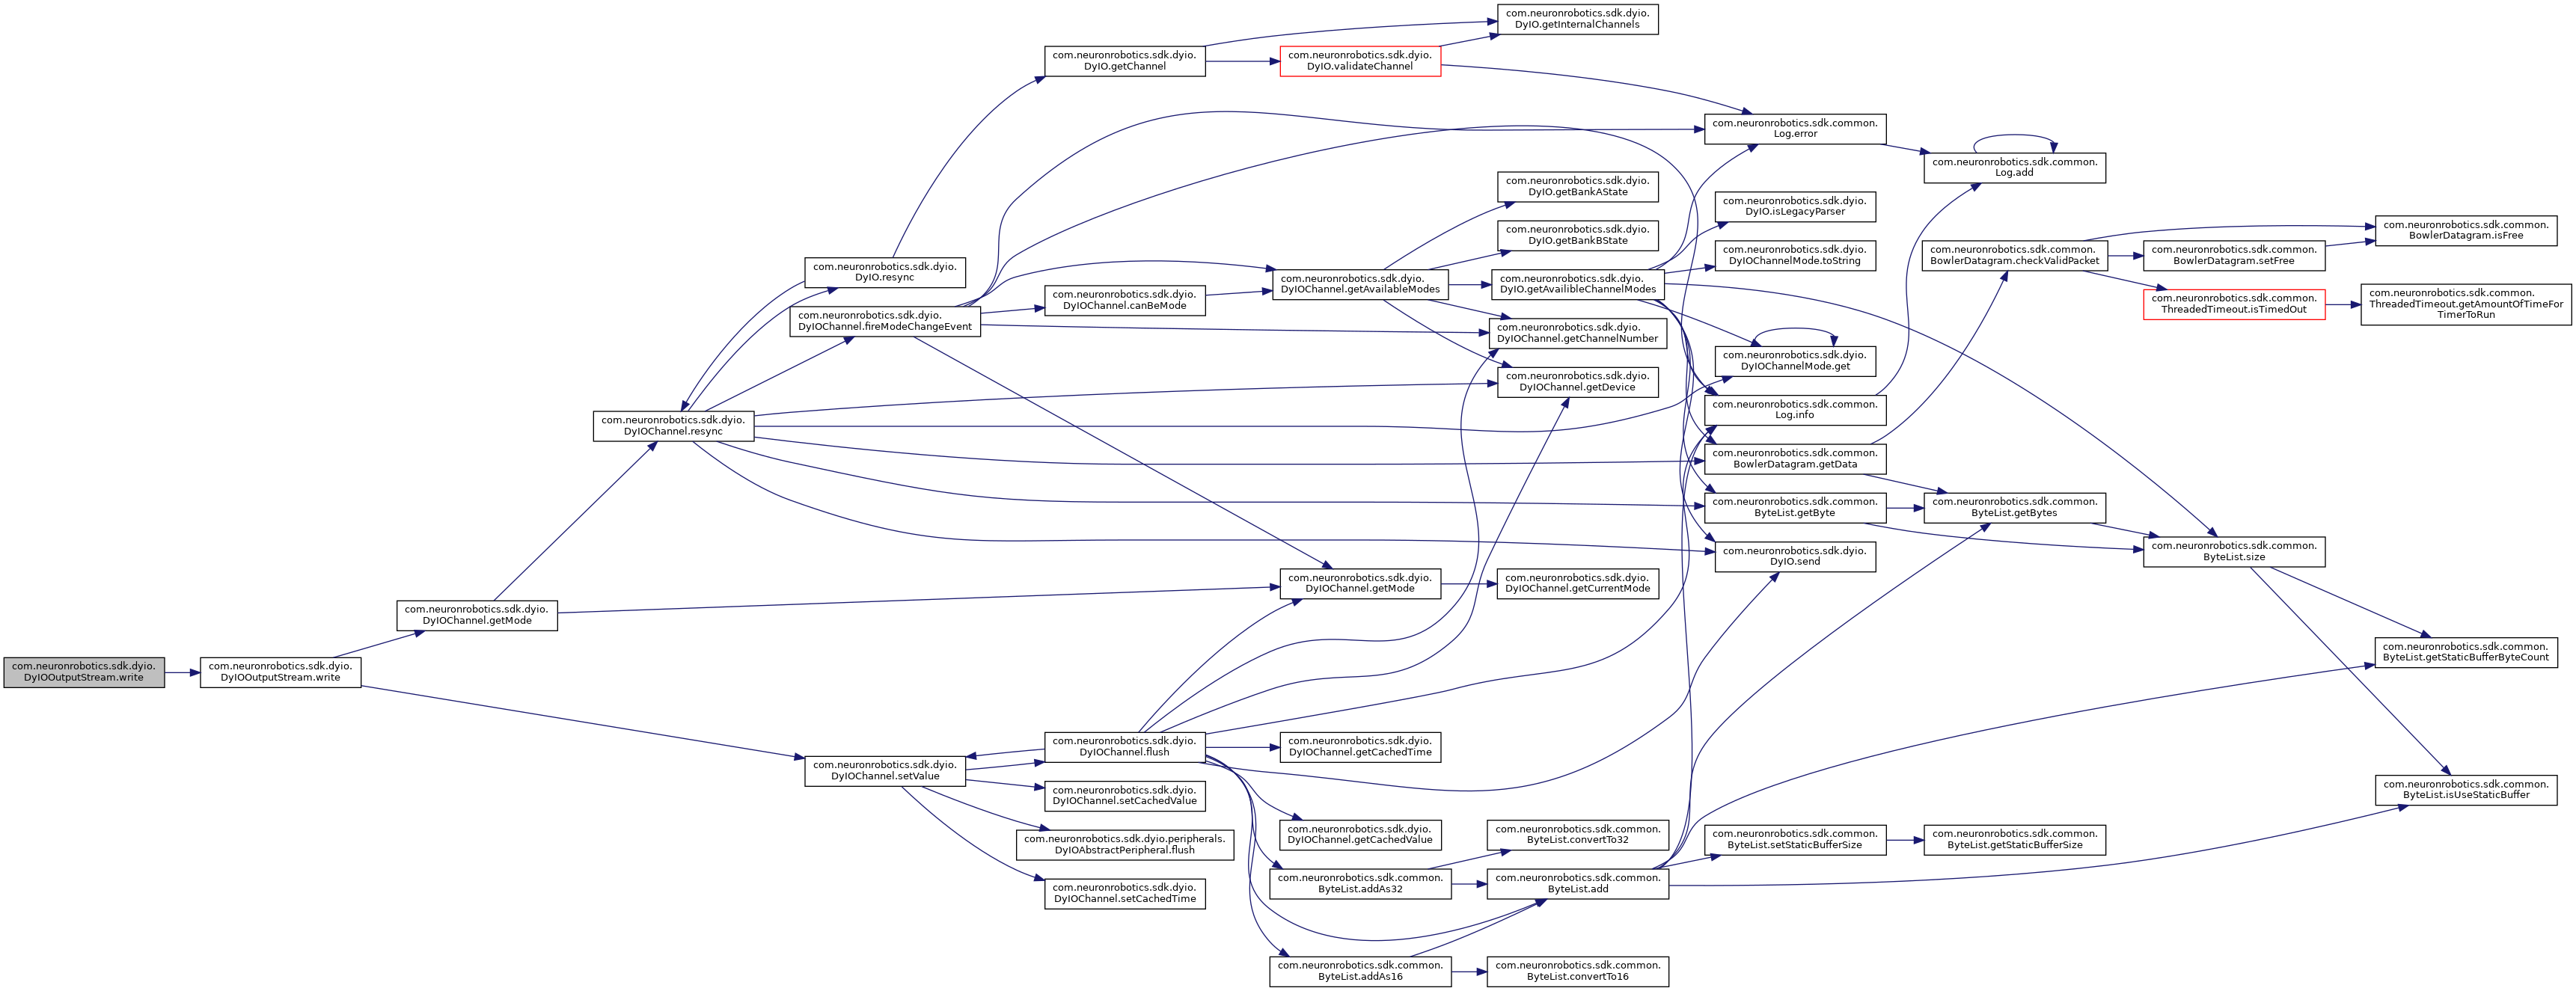 com.neuronrobotics.sdk.dyio.
DyIOOutputStream.write
com.neuronrobotics.sdk.dyio.
DyIOOutputStream.write
com.neuronrobotics.sdk.dyio.
DyIOChannel.getMode
com.neuronrobotics.sdk.dyio.
DyIOChannel.resync
com.neuronrobotics.sdk.dyio.
DyIO.resync
com.neuronrobotics.sdk.dyio.
DyIOChannel.fireModeChangeEvent
com.neuronrobotics.sdk.dyio.
DyIOChannel.setValue
com.neuronrobotics.sdk.dyio.
DyIO.getChannel
com.neuronrobotics.sdk.dyio.
DyIOChannel.canBeMode
com.neuronrobotics.sdk.dyio.
DyIOChannel.flush
com.neuronrobotics.sdk.dyio.
DyIOChannel.setCachedValue
com.neuronrobotics.sdk.dyio.peripherals.
DyIOAbstractPeripheral.flush
com.neuronrobotics.sdk.dyio.
DyIOChannel.setCachedTime
com.neuronrobotics.sdk.dyio.
DyIO.validateChannel
com.neuronrobotics.sdk.dyio.
DyIOChannel.getAvailableModes
com.neuronrobotics.sdk.dyio.
DyIOChannel.getMode
com.neuronrobotics.sdk.dyio.
DyIOChannel.getCachedTime
com.neuronrobotics.sdk.dyio.
DyIOChannel.getCachedValue
com.neuronrobotics.sdk.common.
ByteList.addAs32
com.neuronrobotics.sdk.common.
ByteList.addAs16
com.neuronrobotics.sdk.dyio.
DyIO.getInternalChannels
com.neuronrobotics.sdk.dyio.
DyIO.getBankAState
com.neuronrobotics.sdk.dyio.
DyIO.getBankBState
com.neuronrobotics.sdk.dyio.
DyIO.getAvailibleChannelModes
com.neuronrobotics.sdk.dyio.
DyIOChannel.getChannelNumber
com.neuronrobotics.sdk.dyio.
DyIOChannel.getDevice
com.neuronrobotics.sdk.dyio.
DyIOChannel.getCurrentMode
com.neuronrobotics.sdk.common.
ByteList.convertTo32
com.neuronrobotics.sdk.common.
ByteList.add
com.neuronrobotics.sdk.common.
ByteList.convertTo16
com.neuronrobotics.sdk.common.
Log.error
com.neuronrobotics.sdk.dyio.
DyIO.isLegacyParser
com.neuronrobotics.sdk.dyio.
DyIOChannelMode.toString
com.neuronrobotics.sdk.dyio.
DyIOChannelMode.get
com.neuronrobotics.sdk.common.
Log.info
com.neuronrobotics.sdk.common.
BowlerDatagram.getData
com.neuronrobotics.sdk.common.
ByteList.getByte
com.neuronrobotics.sdk.dyio.
DyIO.send
com.neuronrobotics.sdk.common.
ByteList.setStaticBufferSize
com.neuronrobotics.sdk.common.
Log.add
com.neuronrobotics.sdk.common.
BowlerDatagram.checkValidPacket
com.neuronrobotics.sdk.common.
ByteList.getBytes
com.neuronrobotics.sdk.common.
ByteList.getStaticBufferSize
com.neuronrobotics.sdk.common.
BowlerDatagram.setFree
com.neuronrobotics.sdk.common.
ThreadedTimeout.isTimedOut
com.neuronrobotics.sdk.common.
ByteList.size
com.neuronrobotics.sdk.common.
BowlerDatagram.isFree
com.neuronrobotics.sdk.common.
ThreadedTimeout.getAmountOfTimeFor
TimerToRun
com.neuronrobotics.sdk.common.
ByteList.getStaticBufferByteCount
com.neuronrobotics.sdk.common.
ByteList.isUseStaticBuffer